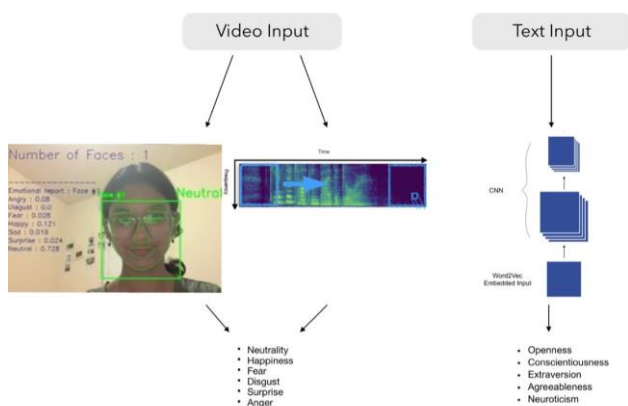 Video Input
Text Input
Number of Faces : 1
Emotional report : Face #1
Angry : 0.08
Disgust : 0.0
Fear : 0.028
Happy : 0.121
Sad : 0.019
Surprise : 0.024
Neutral : 0.728
Neutral
Time
Frequency
CNN
Word2Vec
Embedded Input
• Neutrality
• Happiness
• Fear
• Disgust
• Surprise
• Anger
• Openness
• Conscientiousness
• Extraversion
• Agreeableness
• Neuroticism